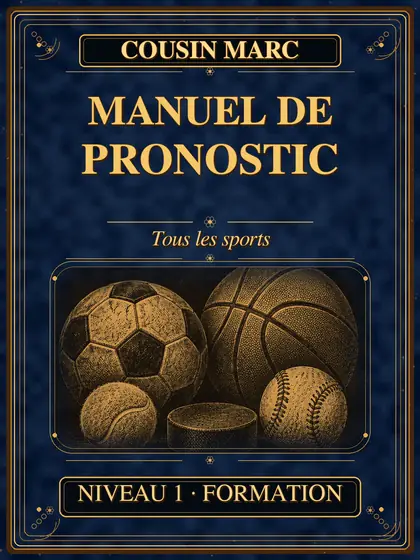 COUSIN MARC
MANUEL DE
PRONOSTIC
Tous les sports
NIVEAU 1 · FORMATION